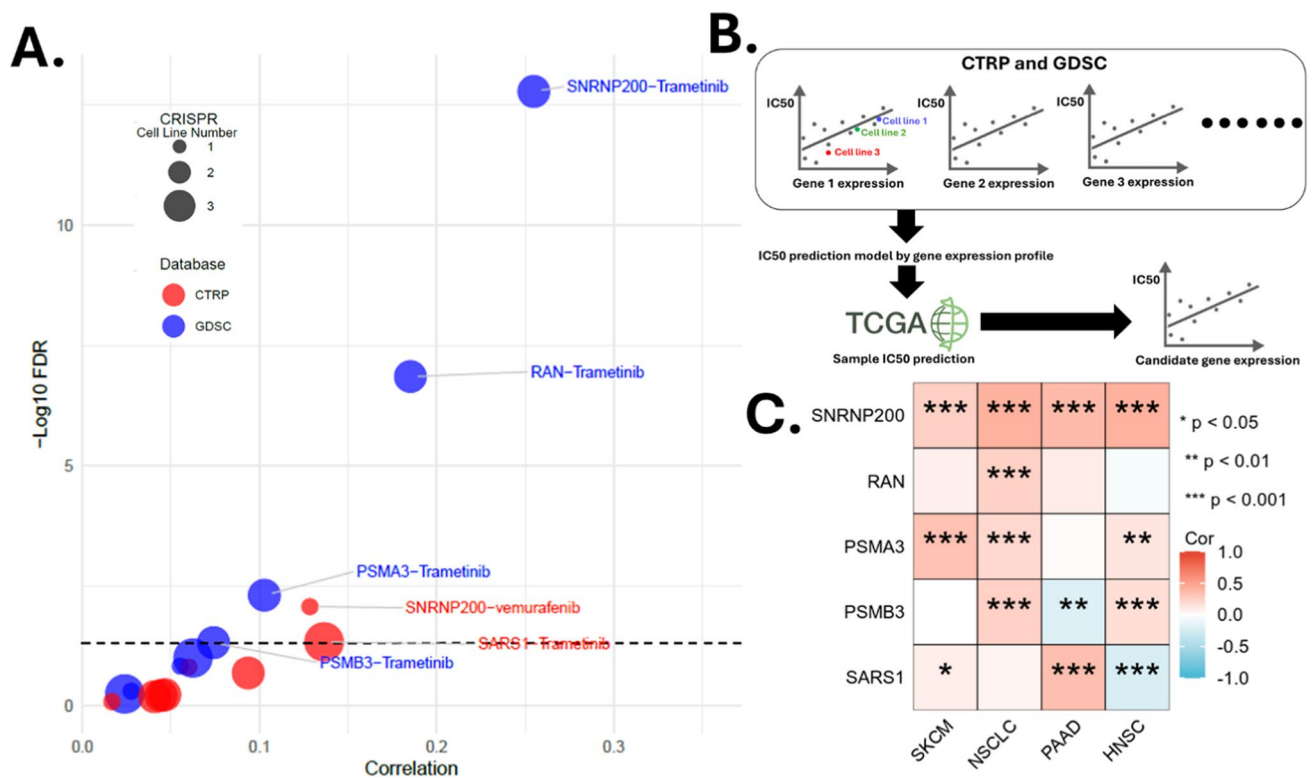 A.
SNRNP200-Trametinib
CRISPR
Cell Line Number
1
2
3
10
Database
CTRP
GDSC
RAN-Trametinib
-Log10 FDR
5
PSMA3-Trametinib
SNRNP200-vemurafenib
SARS1-Trametinib
PSMB3-Trametinib
0
0.0
0.1
0.2
0.3
Correlation
B.
CTRP and GDSC
IC50
Cell line 1
Cell line 2
Cell line 3
Gene 1 expression
IC50
Gene 2 expression
IC50
Gene 3 expression
IC50 prediction model by gene expression profile
TCGA
Sample IC50 prediction
IC50
Candidate gene expression
C.
SNRNP200 *** *** *** ***
RAN ***
PSMA3 *** *** **
PSMB3 *** ** ***
SARS1 * *** ***
SKCM
NSCLC
PAAD
HNSC
* p < 0.05
** p < 0.01
*** p < 0.001
Cor
1.0
0.5
0.0
-0.5
-1.0